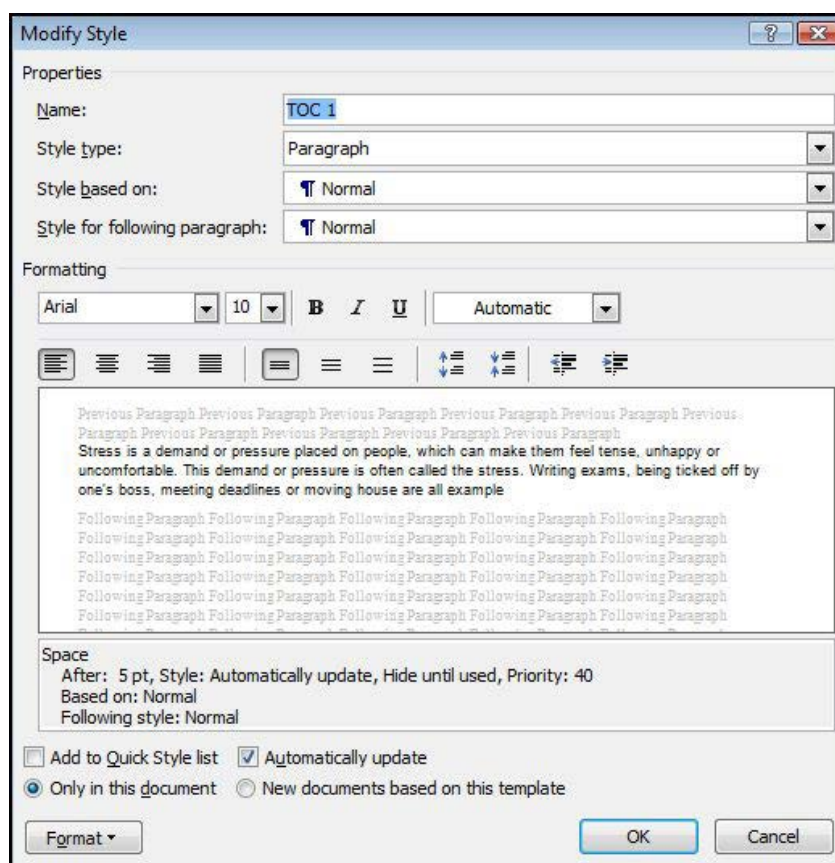 Modify Style
Properties
Name: TOC 1
Style type: Paragraph
Style based on: ¶ Normal
Style for following paragraph: ¶ Normal
Formatting
Arial 10 B I U Automatic
Previous Paragraph Previous Paragraph Previous Paragraph Previous Paragraph Previous Paragraph Previous
Paragraph Previous Paragraph Previous Paragraph Previous Paragraph Previous Paragraph
Stress is a demand or pressure placed on people, which can make them feel tense, unhappy or
uncomfortable. This demand or pressure is often called the stress. Writing exams, being ticked off by
one's boss, meeting deadlines or moving house are all example
Following Paragraph Following Paragraph Following Paragraph Following Paragraph Following Paragraph
Following Paragraph Following Paragraph Following Paragraph Following Paragraph Following Paragraph
Following Paragraph Following Paragraph Following Paragraph Following Paragraph Following Paragraph
Following Paragraph Following Paragraph Following Paragraph Following Paragraph Following Paragraph
Following Paragraph Following Paragraph Following Paragraph Following Paragraph Following Paragraph
Following Paragraph Following Paragraph Following Paragraph Following Paragraph Following Paragraph
Space
After: 5 pt, Style: Automatically update, Hide until used, Priority: 40
Based on: Normal
Following style: Normal
Add to Quick Style list Automatically update
Only in this document New documents based on this template
Format OK Cancel